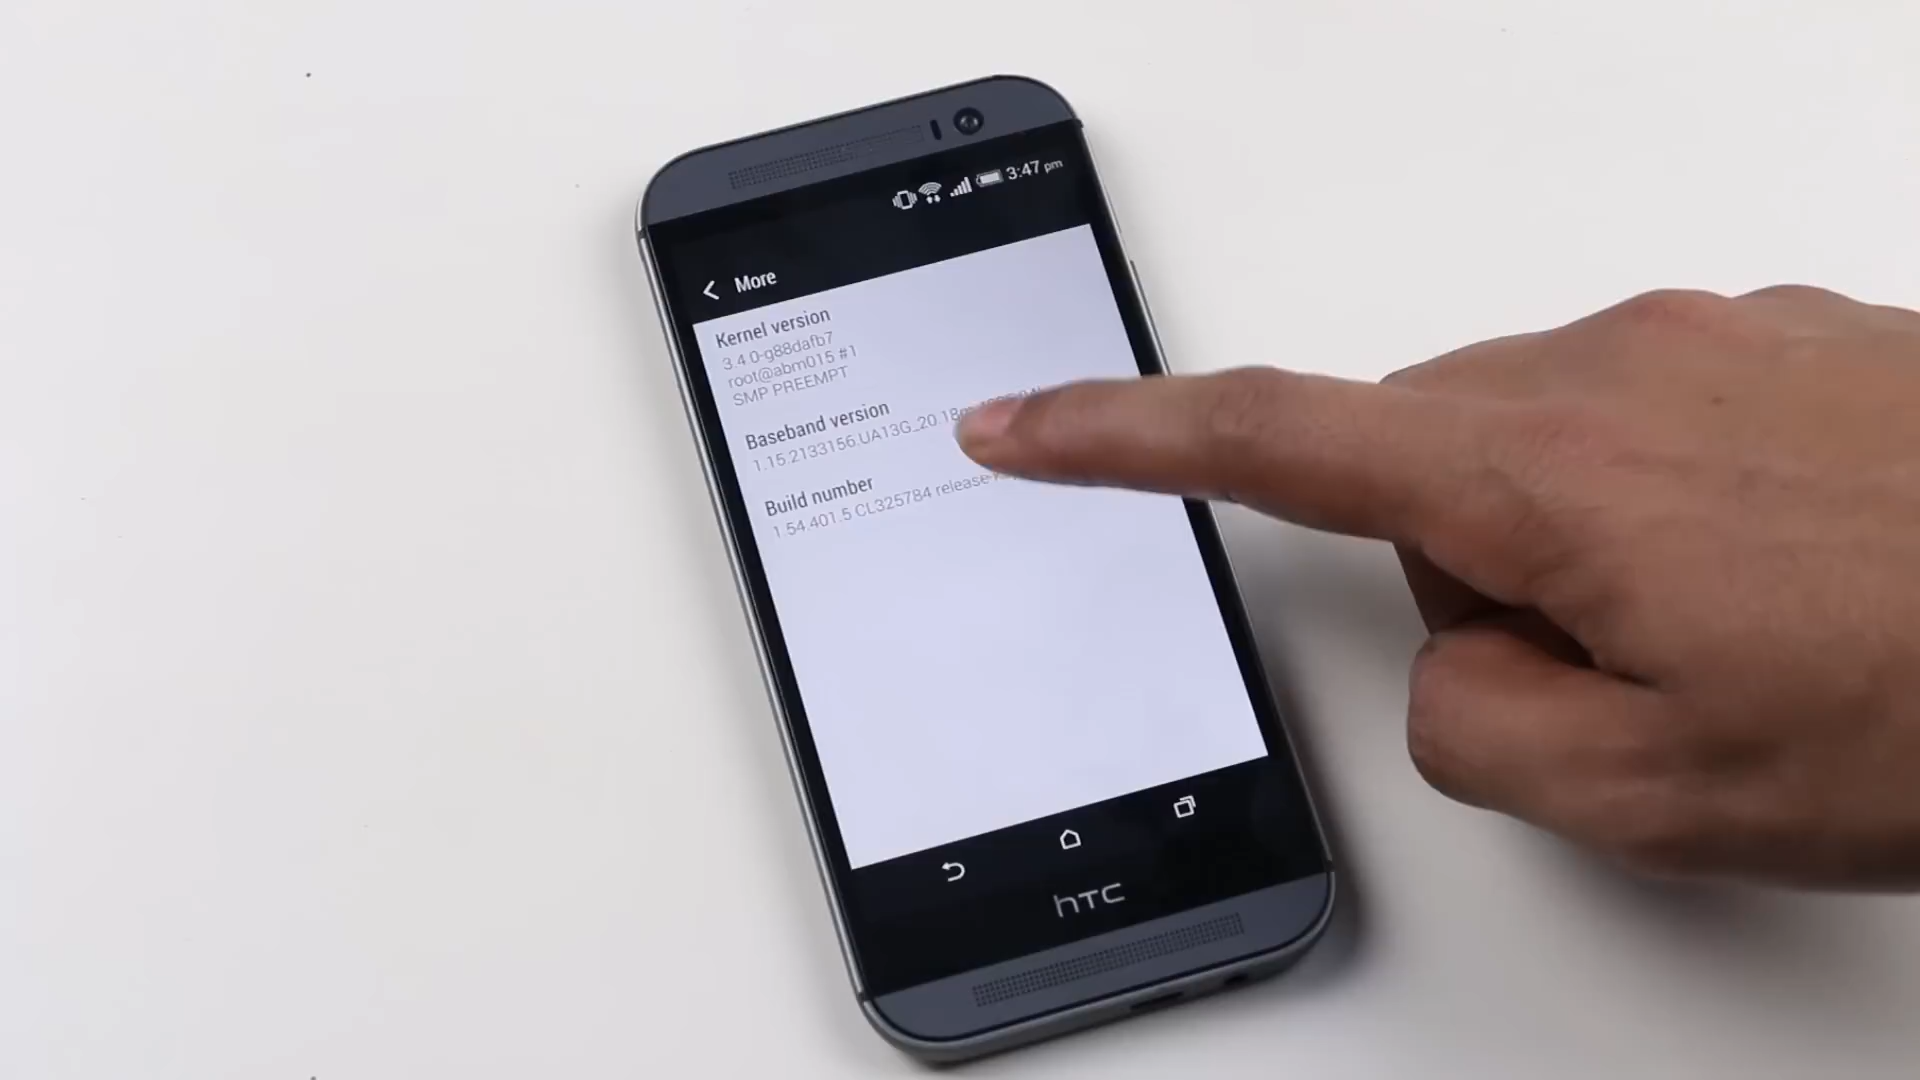 3:47 pm
More
Kernel version
3.4.0-g88dafb7
root@abm015 #1
SMP PREEMPT
Baseband version
1.15.2133156.UA13G_20.18
Build number
1.54.401.5 CL325784 release-
hTC